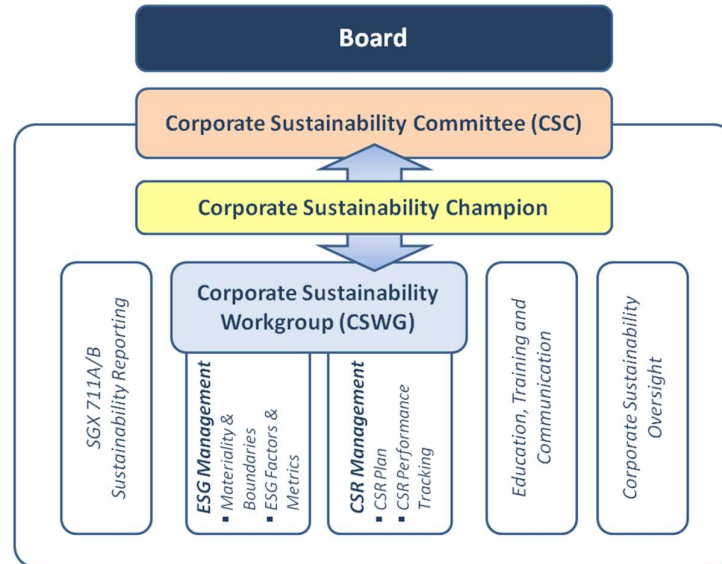 Board
Corporate Sustainability Committee (CSC)
Corporate Sustainability Champion
Corporate Sustainability
Workgroup (CSWG)
SGX 711A/B
Sustainability Reporting
ESG Management
▪ Materiality &
Boundaries
▪ ESG Factors &
Metrics
CSR Management
▪ CSR Plan
▪ CSR Performance
Tracking
Education, Training and
Communication
Corporate Sustainability
Oversight